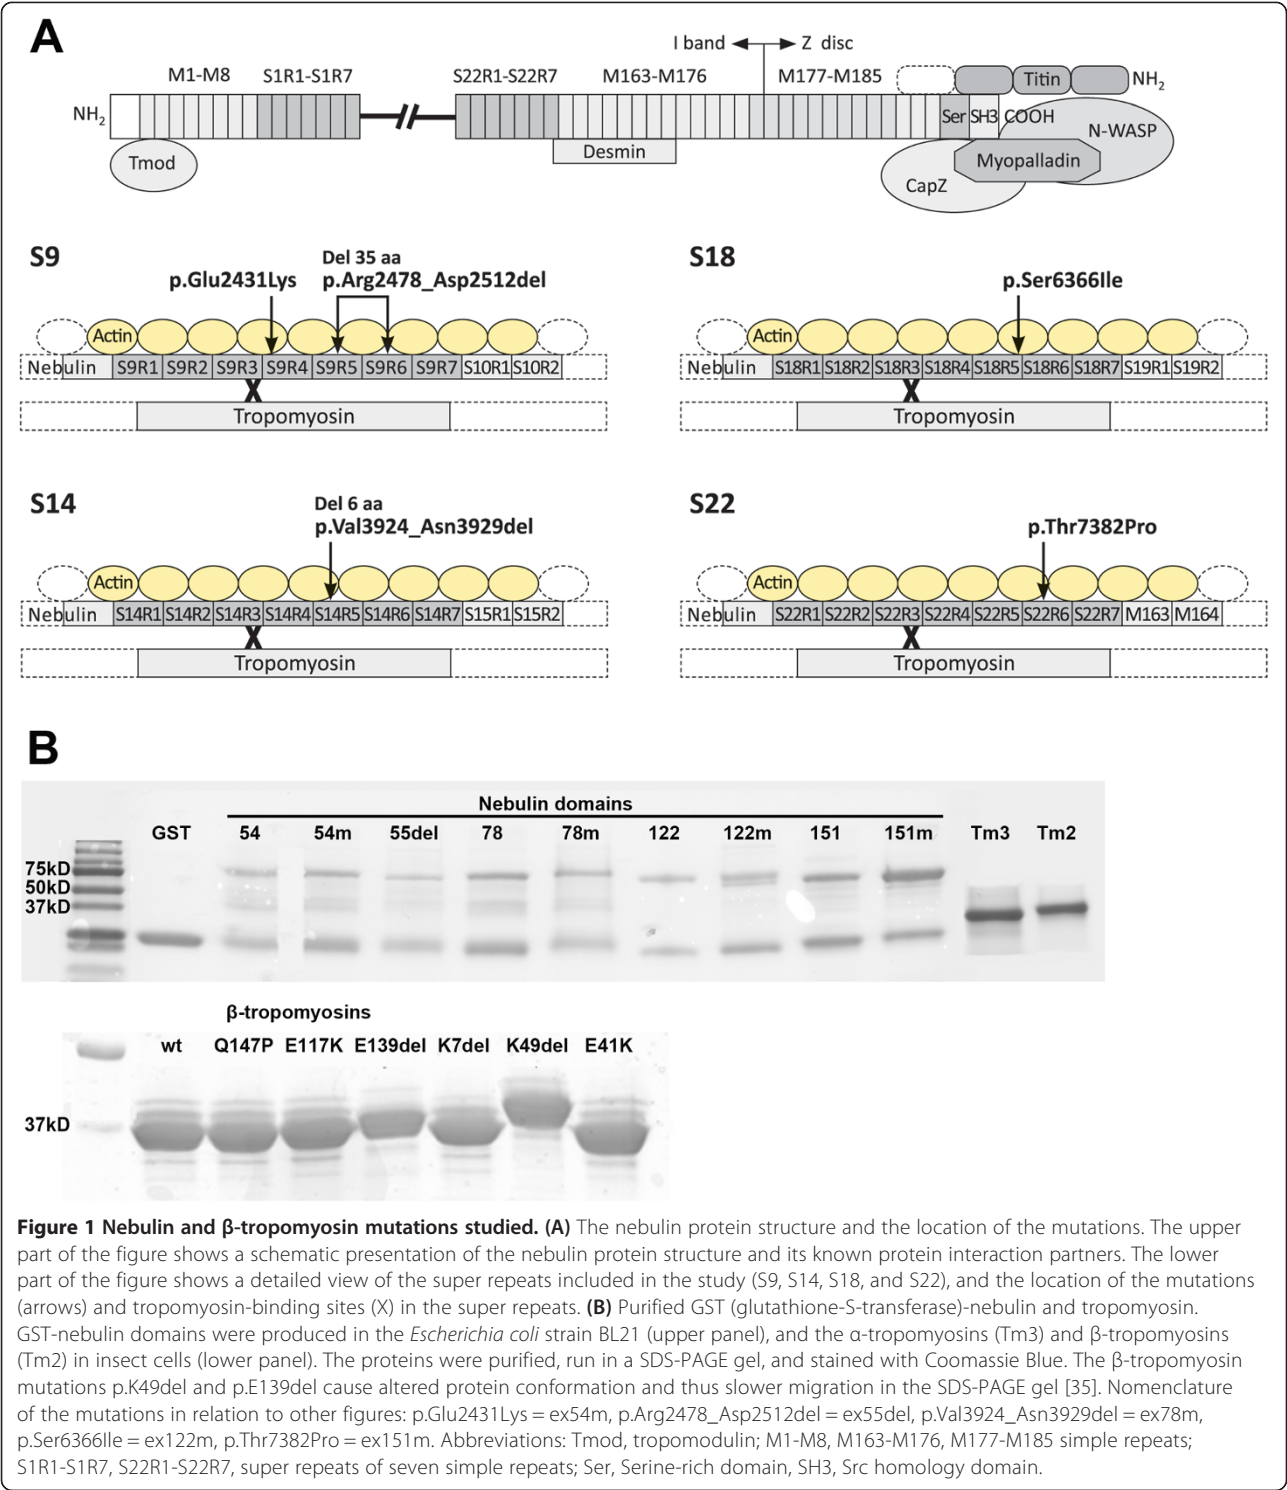 A
I band Z disc
M1-M8 S1R1-S1R7 S22R1-S22R7 M163-M176 M177-M185
Titin NH2
NH2 Ser SH3 COOH
N-WASP
Tmod Desmin Myopalladin
CapZ
S9
Del 35 aa
p.Glu2431Lys p.Arg2478_Asp2512del
Actin
Nebulin S9R1 S9R2 S9R3 S9R4 S9R5 S9R6 S9R7 S10R1 S10R2
X
Tropomyosin
S18
p.Ser6366Ile
Actin
Nebulin S18R1 S18R2 S18R3 S18R4 S18R5 S18R6 S18R7 S19R1 S19R2
X
Tropomyosin
S14
Del 6 aa
p.Val3924_Asn3929del
Actin
Nebulin S14R1 S14R2 S14R3 S14R4 S14R5 S14R6 S14R7 S15R1 S15R2
X
Tropomyosin
S22
p.Thr7382Pro
Actin
Nebulin S22R1 S22R2 S22R3 S22R4 S22R5 S22R6 S22R7 M163 M164
X
Tropomyosin
B
Nebulin domains
GST 54 54m 55del 78 78m 122 122m 151 151m Tm3 Tm2
75kD
50kD
37kD
β-tropomyosins
wt Q147P E117K E139del K7del K49del E41K
37kD
Figure 1 Nebulin and β-tropomyosin mutations studied. (A) The nebulin protein structure and the location of the mutations. The upper
part of the figure shows a schematic presentation of the nebulin protein structure and its known protein interaction partners. The lower
part of the figure shows a detailed view of the super repeats included in the study (S9, S14, S18, and S22), and the location of the mutations
(arrows) and tropomyosin-binding sites (X) in the super repeats. (B) Purified GST (glutathione-S-transferase)-nebulin and tropomyosin.
GST-nebulin domains were produced in the Escherichia coli strain BL21 (upper panel), and the α-tropomyosins (Tm3) and β-tropomyosins
(Tm2) in insect cells (lower panel). The proteins were purified, run in a SDS-PAGE gel, and stained with Coomassie Blue. The β-tropomyosin
mutations p.K49del and p.E139del cause altered protein conformation and thus slower migration in the SDS-PAGE gel [35]. Nomenclature
of the mutations in relation to other figures: p.Glu2431Lys = ex54m, p.Arg2478_Asp2512del = ex55del, p.Val3924_Asn3929del = ex78m,
p.Ser6366Ile = ex122m, p.Thr7382Pro = ex151m. Abbreviations: Tmod, tropomodulin; M1-M8, M163-M176, M177-M185 simple repeats;
S1R1-S1R7, S22R1-S22R7, super repeats of seven simple repeats; Ser, Serine-rich domain, SH3, Src homology domain.